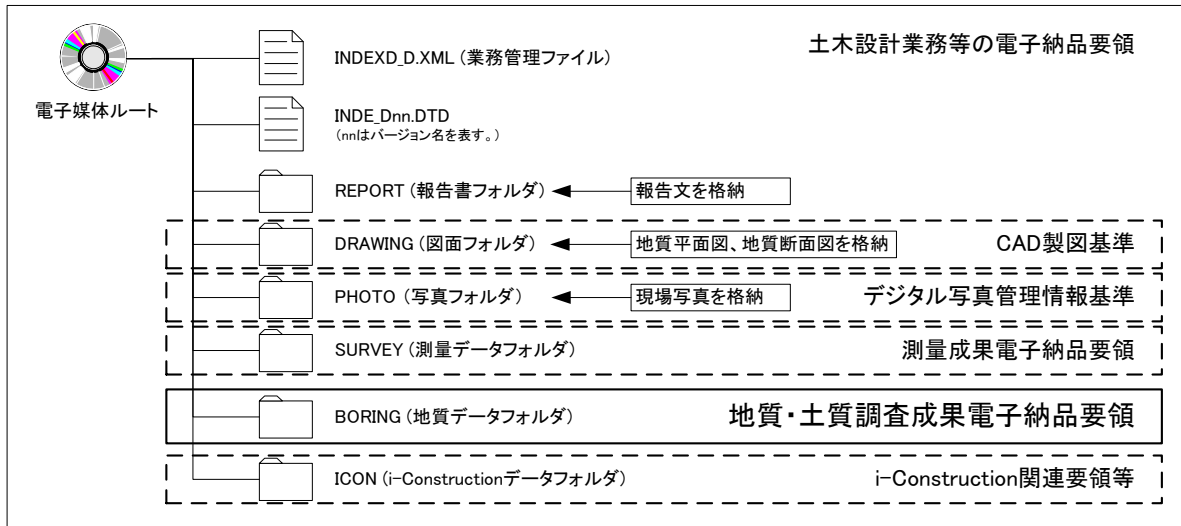 土木設計業務等の電子納品要領
電子媒体ルート
INDEXD_D.XML (業務管理ファイル)
INDE_Dnn.DTD
(nnはバージョン名を表す。)
REPORT (報告書フォルダ)
報告文を格納
DRAWING (図面フォルダ)
地質平面図、地質断面図を格納
CAD製図基準
PHOTO (写真フォルダ)
現場写真を格納
デジタル写真管理情報基準
SURVEY (測量データフォルダ)
測量成果電子納品要領
BORING (地質データフォルダ)
地質・土質調査成果電子納品要領
ICON (i-Constructionデータフォルダ)
i-Construction関連要領等